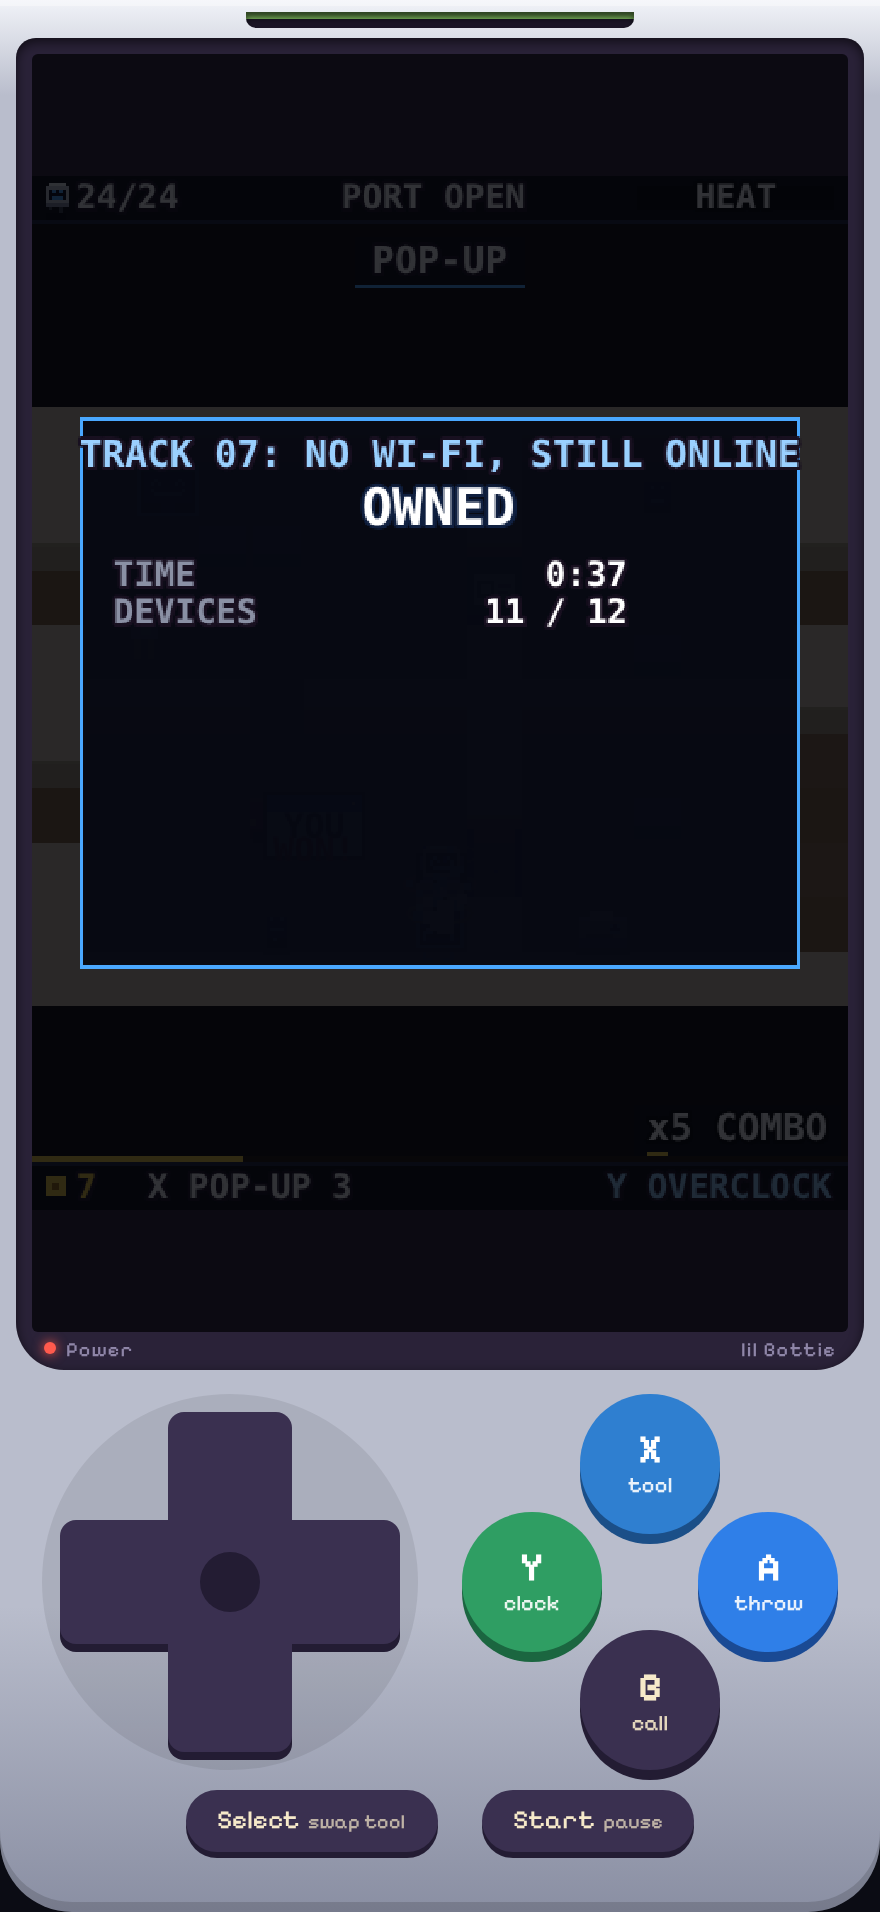 24/24 PORT OPEN HEAT
POP-UP
TRACK 07: NO WI-FI, STILL ONLINE
OWNED
TIME 0:37
DEVICES 11 / 12
YOU
x5 COMBO
7 X POP-UP 3 Y OVERCLOCK
Power lil Bottie
X
tool
Y
clock
A
throw
B
call
Select swap tool
Start pause